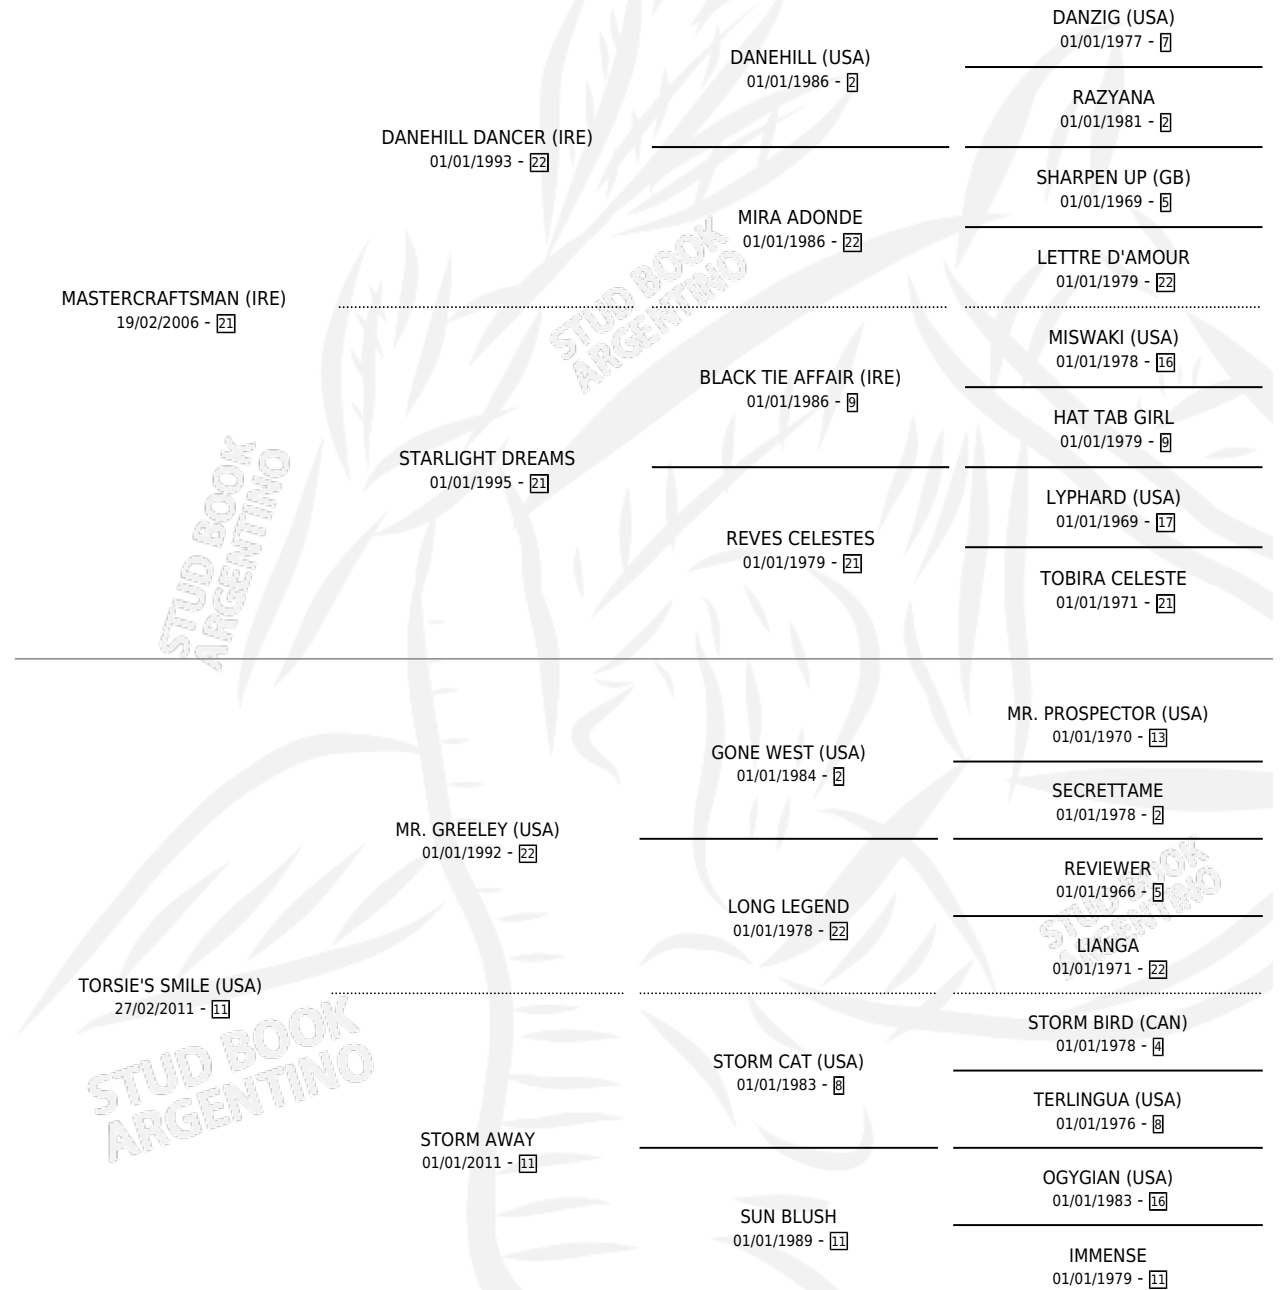 DANZIG (USA)
01/01/1977 - 7
DANEHILL (USA)
01/01/1986 - 2
RAZYANA
01/01/1981 - 2
DANEHILL DANCER (IRE)
01/01/1993 - 22
SHARPEN UP (GB)
01/01/1969 - 5
MIRA ADONDE
01/01/1986 - 22
LETTRE D'AMOUR
01/01/1979 - 22
MASTERCRAFTSMAN (IRE)
19/02/2006 - 21
MISWAKI (USA)
01/01/1978 - 16
BLACK TIE AFFAIR (IRE)
01/01/1986 - 9
HAT TAB GIRL
01/01/1979 - 9
STARLIGHT DREAMS
01/01/1995 - 21
LYPHARD (USA)
01/01/1969 - 17
REVES CELESTES
01/01/1979 - 21
TOBIRA CELESTE
01/01/1971 - 21
MR. PROSPECTOR (USA)
01/01/1970 - 13
GONE WEST (USA)
01/01/1984 - 2
SECRETTAME
01/01/1978 - 2
MR. GREELEY (USA)
01/01/1992 - 22
REVIEWER
01/01/1966 - 5
LONG LEGEND
01/01/1978 - 22
LIANGA
01/01/1971 - 22
TORSIE'S SMILE (USA)
27/02/2011 - 11
STORM BIRD (CAN)
01/01/1978 - 4
STORM CAT (USA)
01/01/1983 - 8
TERLINGUA (USA)
01/01/1976 - 8
STORM AWAY
01/01/2011 - 11
OGYGIAN (USA)
01/01/1983 - 16
SUN BLUSH
01/01/1989 - 11
IMMENSE
01/01/1979 - 11
STUD BOOK
ARGENTINO
STUD BOOK
ARGENTINO
STUD BOOK
ARGENTINO
STUD BOOK
ARGENTINO